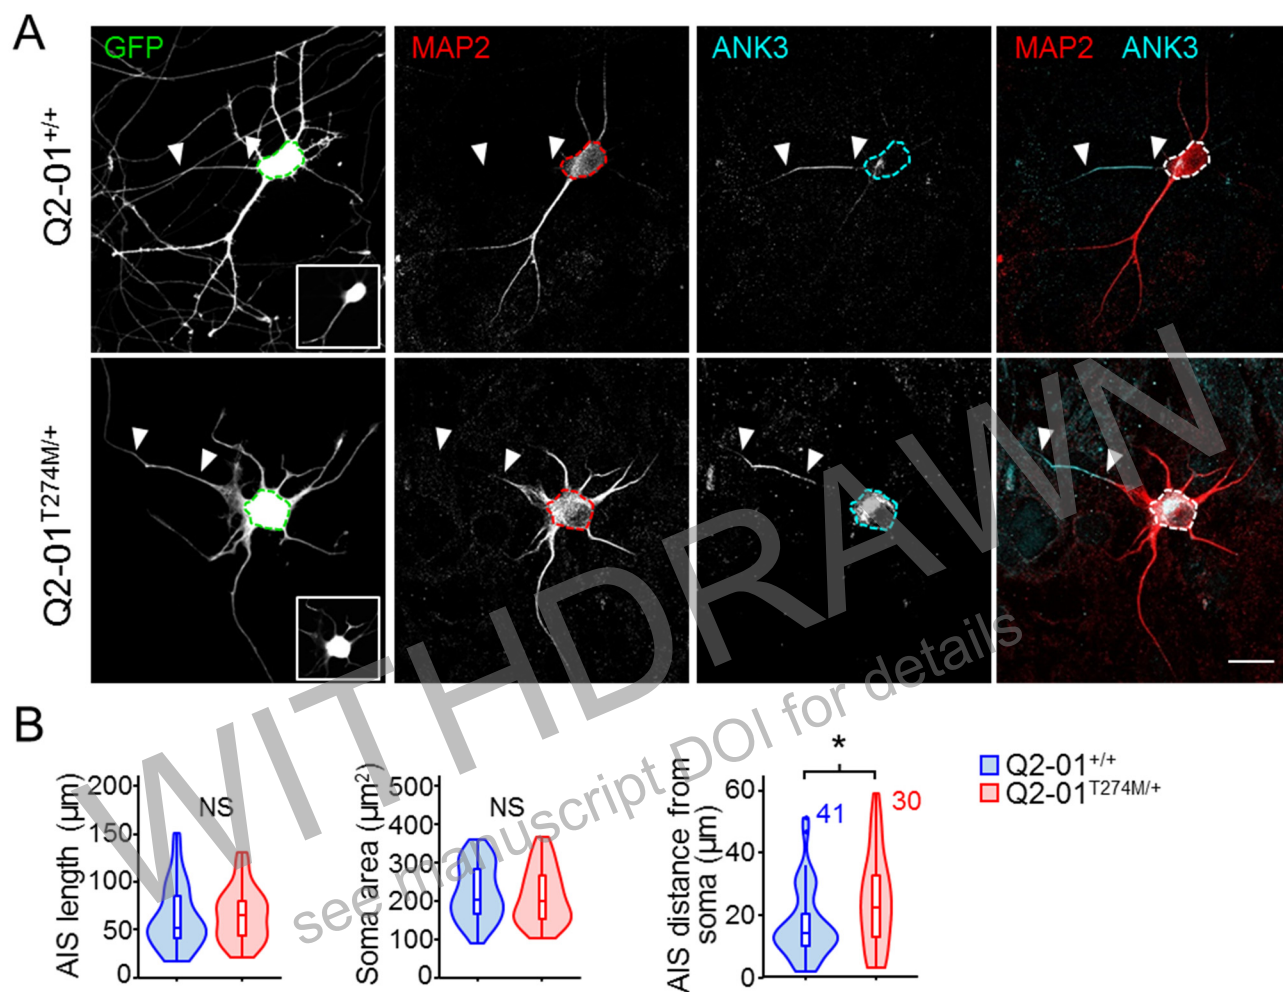 A
GFP
MAP2
ANK3
MAP2 ANK3
Q2-01+/+
Q2-01T274M/+
WITHDRAWN
see manuscript DOI for details
B
AIS length (µm)
200
150
100
50
0
NS
Soma area (µm2)
500
400
300
200
100
0
NS
AIS distance from
soma (µm)
60
40
20
0
*
41
30
Q2-01+/+
Q2-01T274M/+